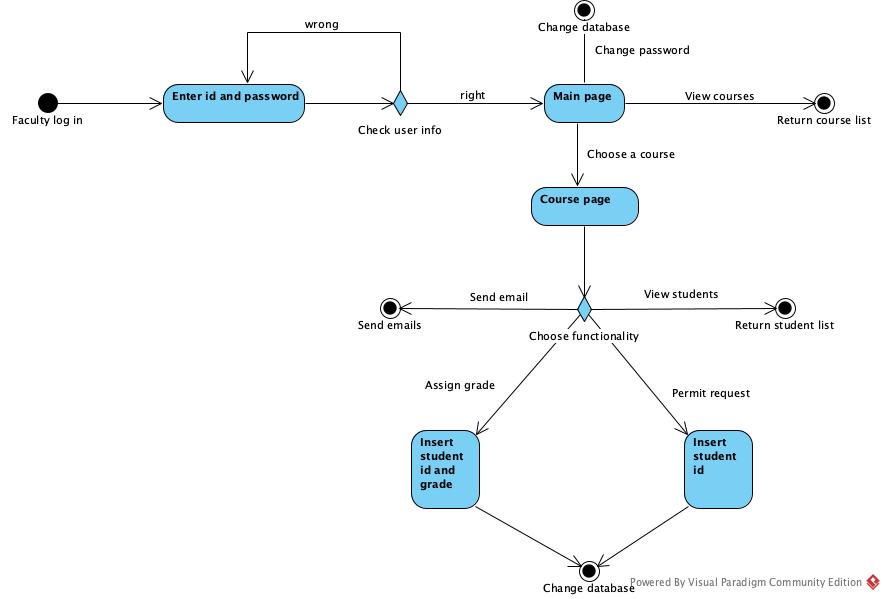 wrong
Change database
Change password
Enter id and password
right
Main page
View courses
Faculty log in
Check user info
Return course list
Choose a course
Course page
Send email
View students
Send emails
Return student list
Choose functionality
Assign grade
Permit request
Insert
student
id and
grade
Insert
student
id
Change database
Powered By Visual Paradigm Community Edition